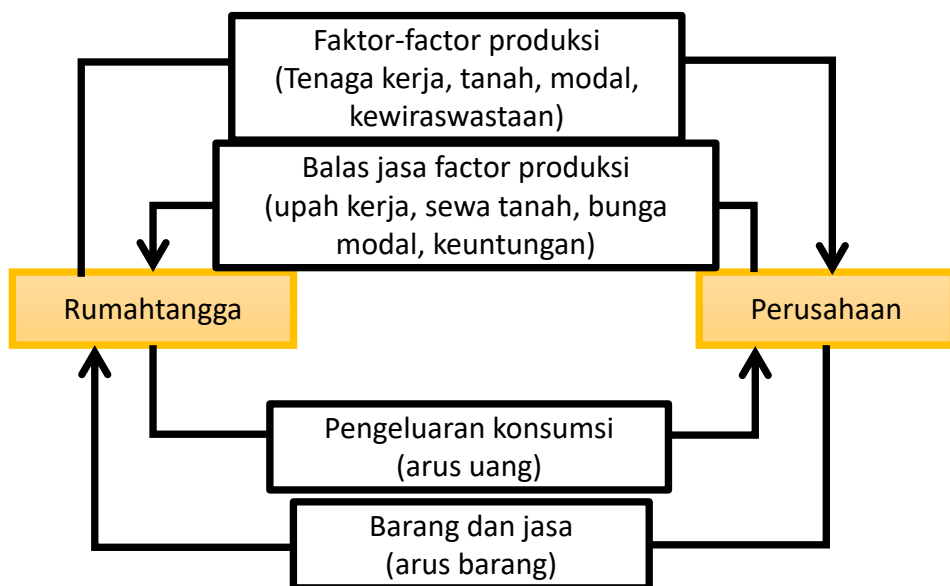 Faktor-factor produksi
(Tenaga kerja, tanah, modal,
kewiraswastaan)
Balas jasa factor produksi
(upah kerja, sewa tanah, bunga
modal, keuntungan)
Rumahtangga
Perusahaan
Pengeluaran konsumsi
(arus uang)
Barang dan jasa
(arus barang)